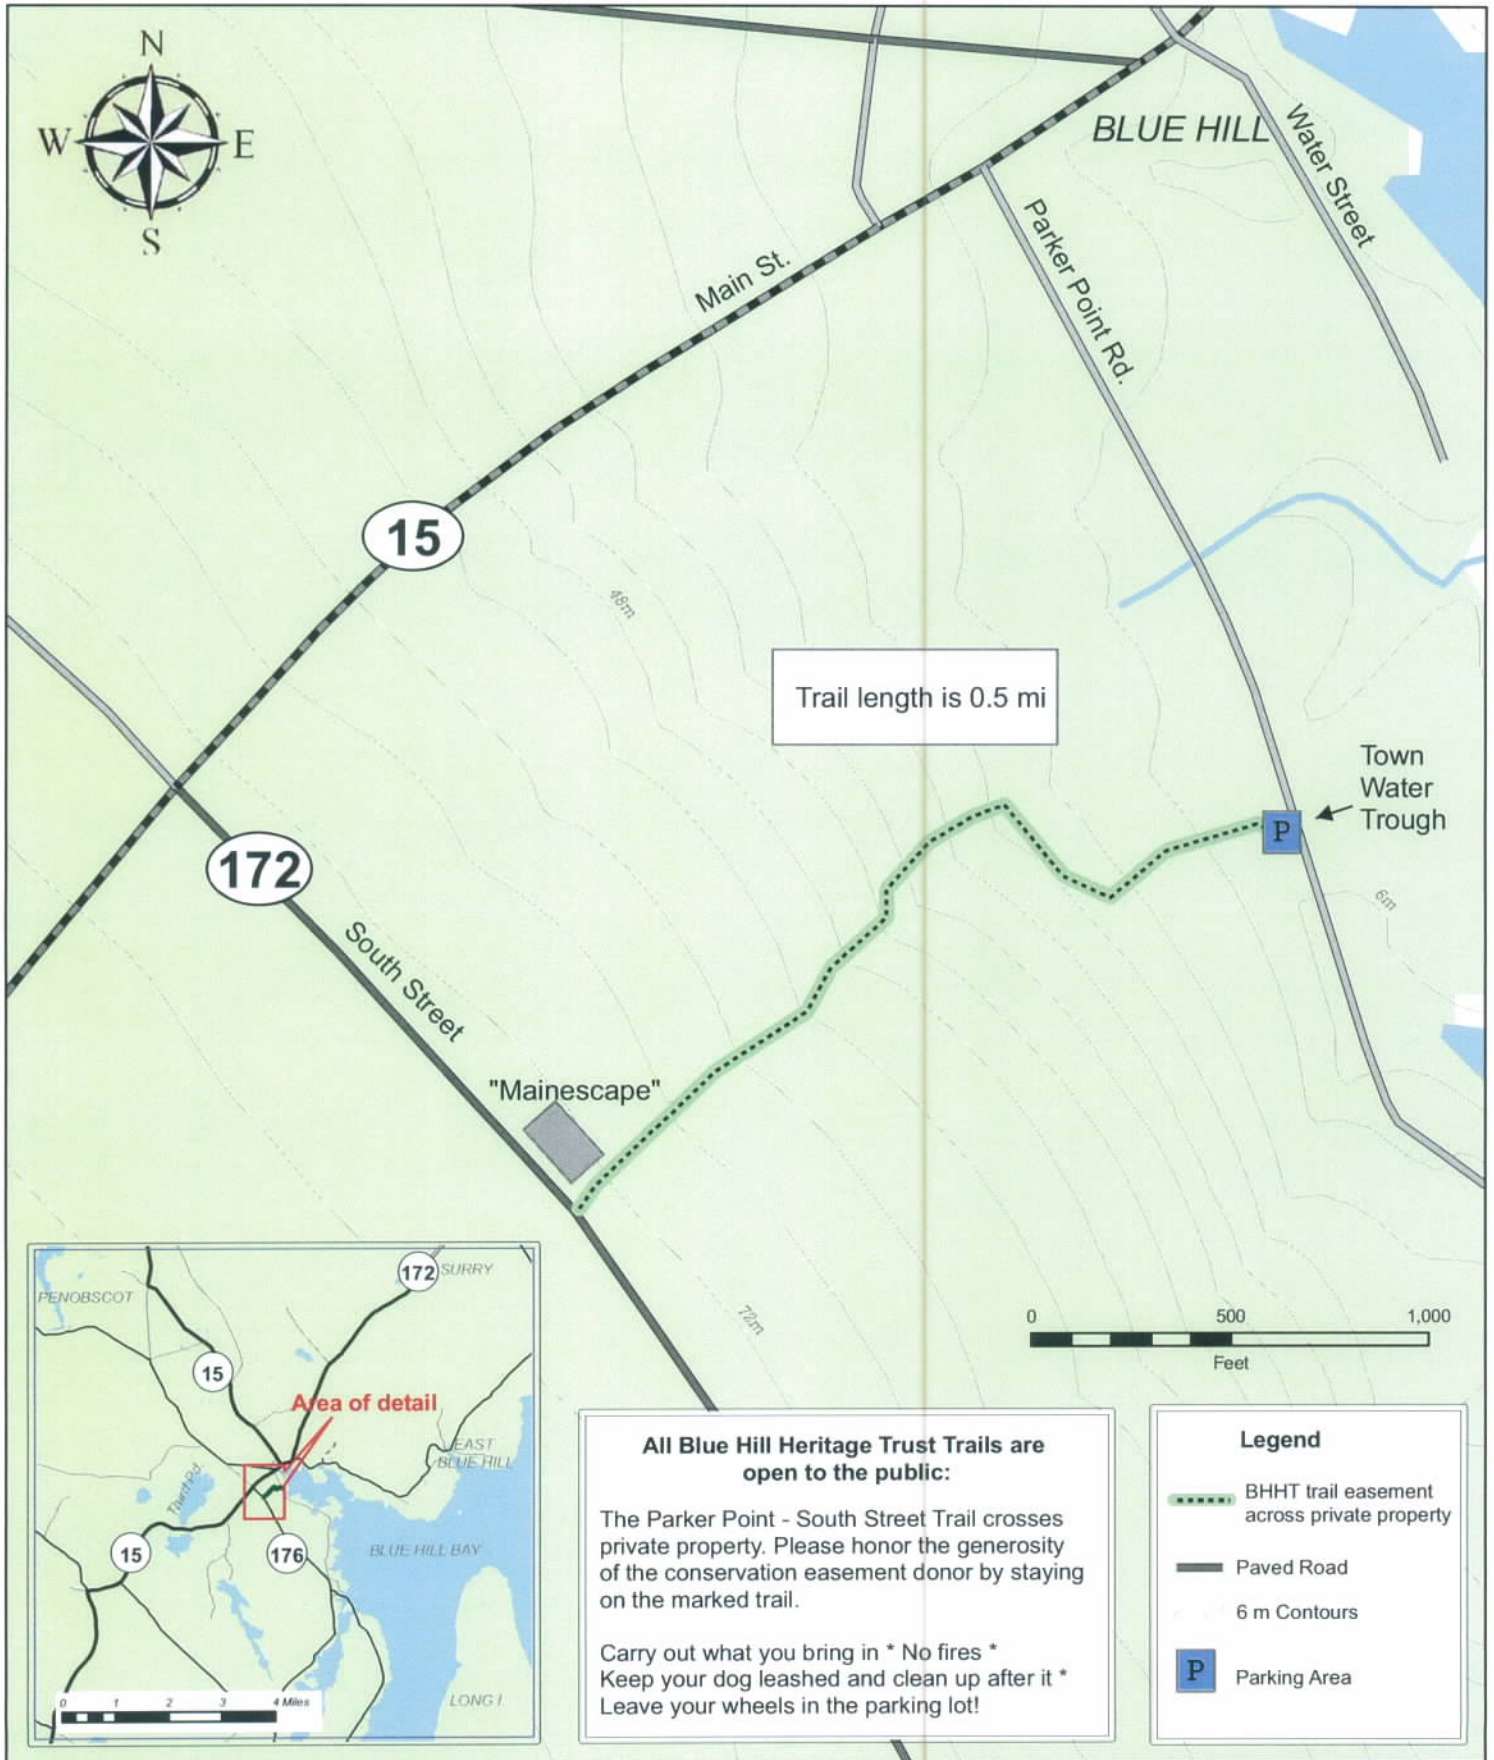 N
W
E
S
BLUE HILL
Water Street
Parker Point Rd.
Main St.
15
48m
Trail length is 0.5 mi
Town
Water
Trough
P
172
6m
South Street
"Mainescape"
72m
0 500 1,000
Feet
172 SURRY
PENOBSCOT
15
Area of detail
EAST
BLUE HILL
Third Pd.
15
176
BLUE HILL BAY
LONG I.
0 1 2 3 4 Miles
All Blue Hill Heritage Trust Trails are
open to the public:
The Parker Point - South Street Trail crosses
private property. Please honor the generosity
of the conservation easement donor by staying
on the marked trail.
Carry out what you bring in * No fires *
Keep your dog leashed and clean up after it *
Leave your wheels in the parking lot!
Legend
BHHT trail easement
across private property
Paved Road
6 m Contours
P Parking Area